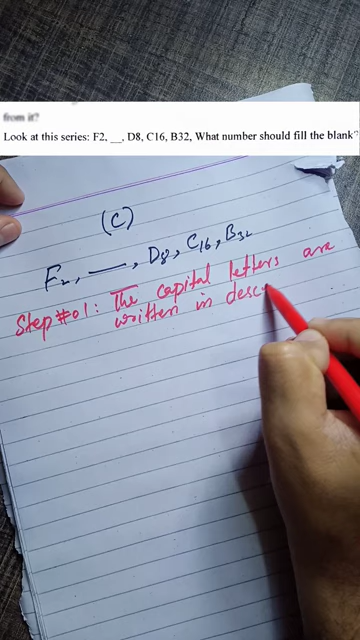 from it?
Look at this series: F2, __, D8, C16, B32, What number should fill the blank?
(C)
F2, __, D8, C16, B32
Step#01: The capital letters are
written in desc